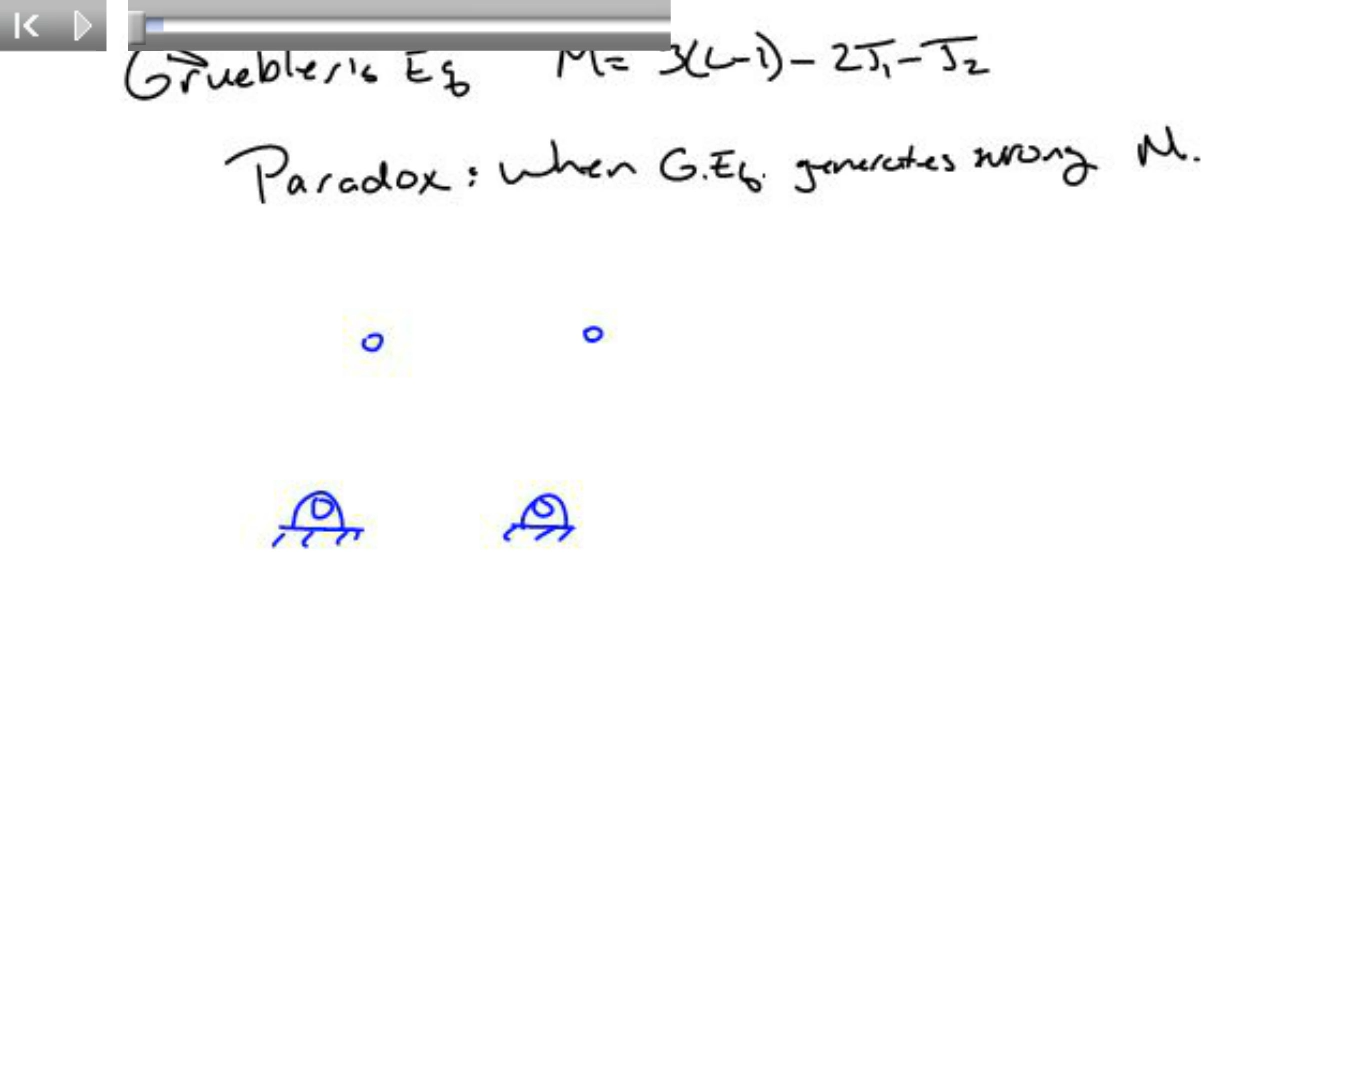 Gruebler's Eq M= 3(L-1) - 2J₁ - J₂
Paradox: when G.Eq. generates wrong M.